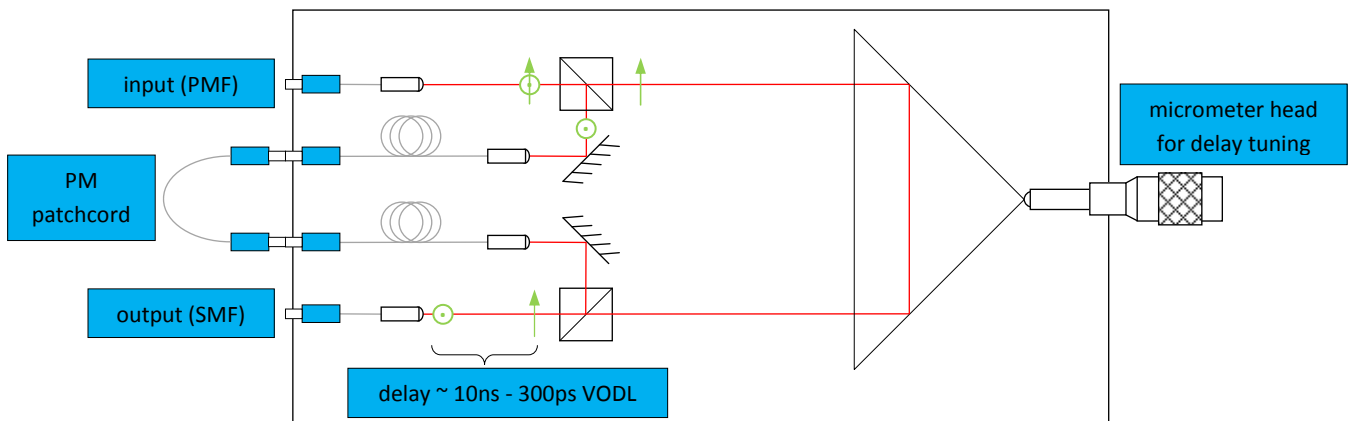 input (PMF)
PM
patchcord
output (SMF)
delay ~ 10ns - 300ps VODL
micrometer head
for delay tuning